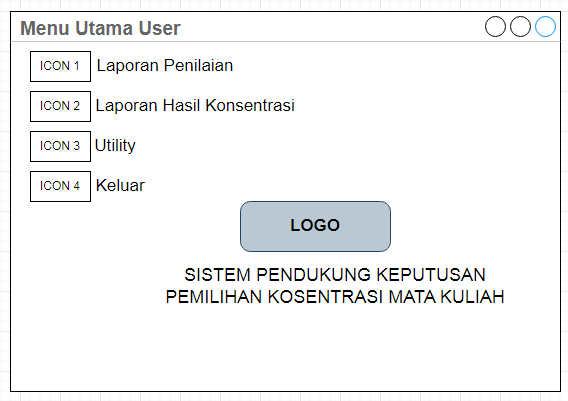 Menu Utama User
ICON 1 Laporan Penilaian
ICON 2 Laporan Hasil Konsentrasi
ICON 3 Utility
ICON 4 Keluar
LOGO
SISTEM PENDUKUNG KEPUTUSAN
PEMILIHAN KOSENTRASI MATA KULIAH